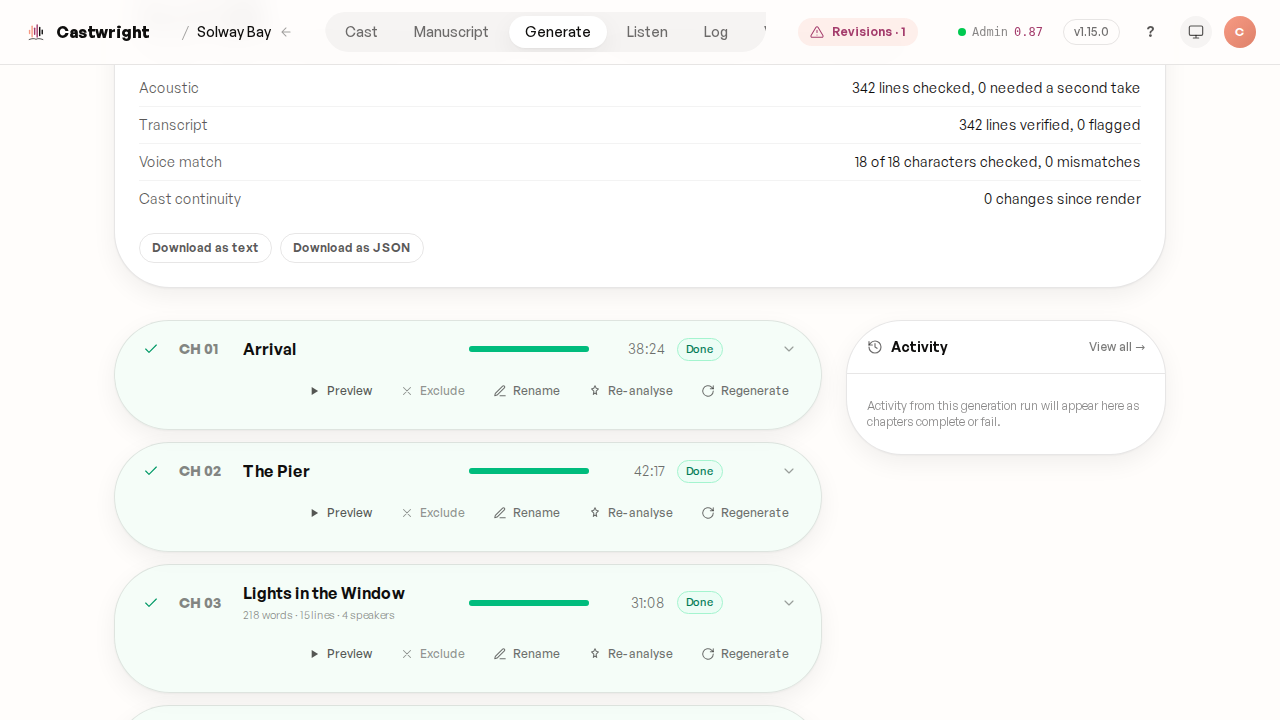 Castwright / Solway Bay ← Cast Manuscript Generate Listen Log Revisions · 1 Admin 0.87 v1.15.0 ? C
Acoustic 342 lines checked, 0 needed a second take
Transcript 342 lines verified, 0 flagged
Voice match 18 of 18 characters checked, 0 mismatches
Cast continuity 0 changes since render
Download as text Download as JSON
CH 01 Arrival 38:24 Done
Preview Exclude Rename Re-analyse Regenerate
CH 02 The Pier 42:17 Done
Preview Exclude Rename Re-analyse Regenerate
CH 03 Lights in the Window 31:08 Done
218 words · 15 lines · 4 speakers
Preview Exclude Rename Re-analyse Regenerate
Activity View all →
Activity from this generation run will appear here as
chapters complete or fail.